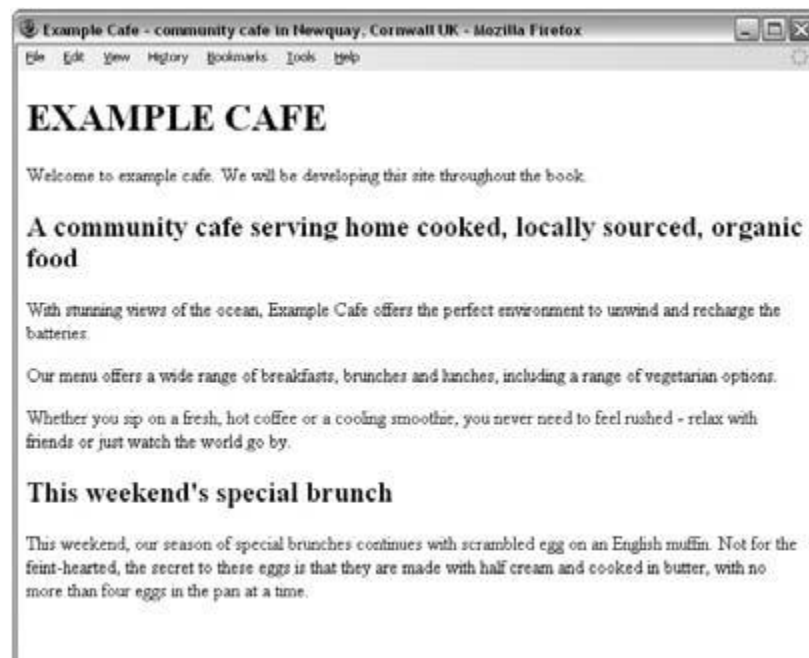 Example Cafe - community cafe in Newquay, Cornwall UK - Mozilla Firefox
File Edit View History Bookmarks Tools Help
EXAMPLE CAFE
Welcome to example cafe. We will be developing this site throughout the book.
A community cafe serving home cooked, locally sourced, organic
food
With stunning views of the ocean, Example Cafe offers the perfect environment to unwind and recharge the
batteries.
Our menu offers a wide range of breakfasts, brunches and lunches, including a range of vegetarian options.
Whether you sip on a fresh, hot coffee or a cooling smoothie, you never need to feel rushed - relax with
friends or just watch the world go by.
This weekend's special brunch
This weekend, our season of special brunches continues with scrambled egg on an English muffin. Not for the
feint-hearted, the secret to these eggs is that they are made with half cream and cooked in butter, with no
more than four eggs in the pan at a time.